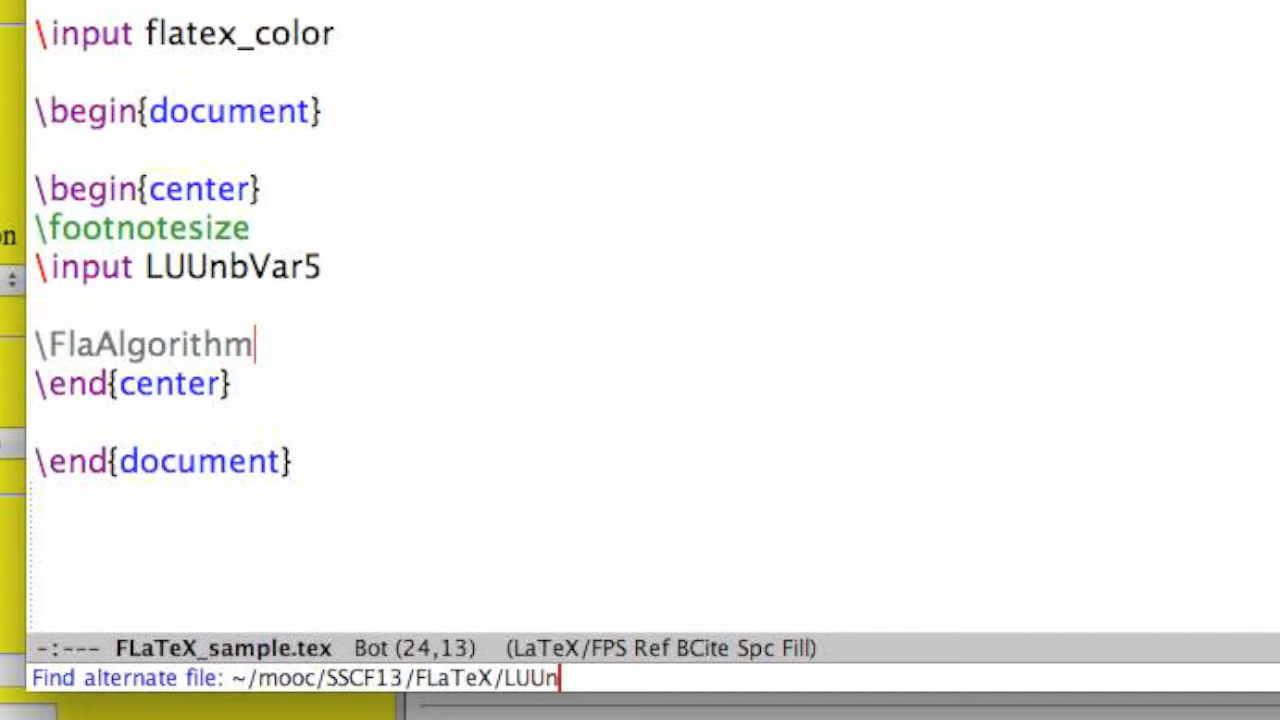 \input flatex_color
\begin{document}
\begin{center}
on
\footnotesize
\input LUUnbVar5
\FlaAlgorithm
\end{center}
\end{document}
-:--- FLaTeX_sample.tex Bot (24,13) (LaTeX/FPS Ref BCite Spc Fill)
Find alternate file: ~/mooc/SSCF13/FLaTeX/LUUn